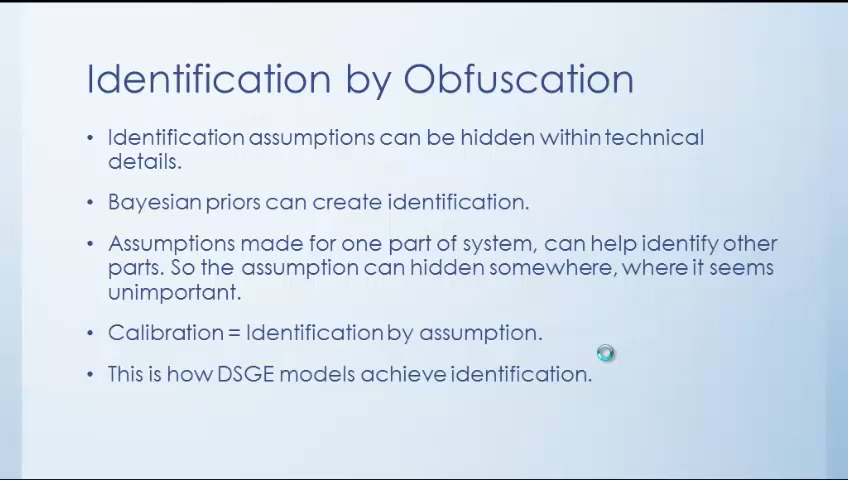 Identification by Obfuscation
• Identification assumptions can be hidden within technical
details.
• Bayesian priors can create identification.
• Assumptions made for one part of system, can help identify other
parts. So the assumption can hidden somewhere, where it seems
unimportant.
• Calibration = Identification by assumption.
• This is how DSGE models achieve identification.